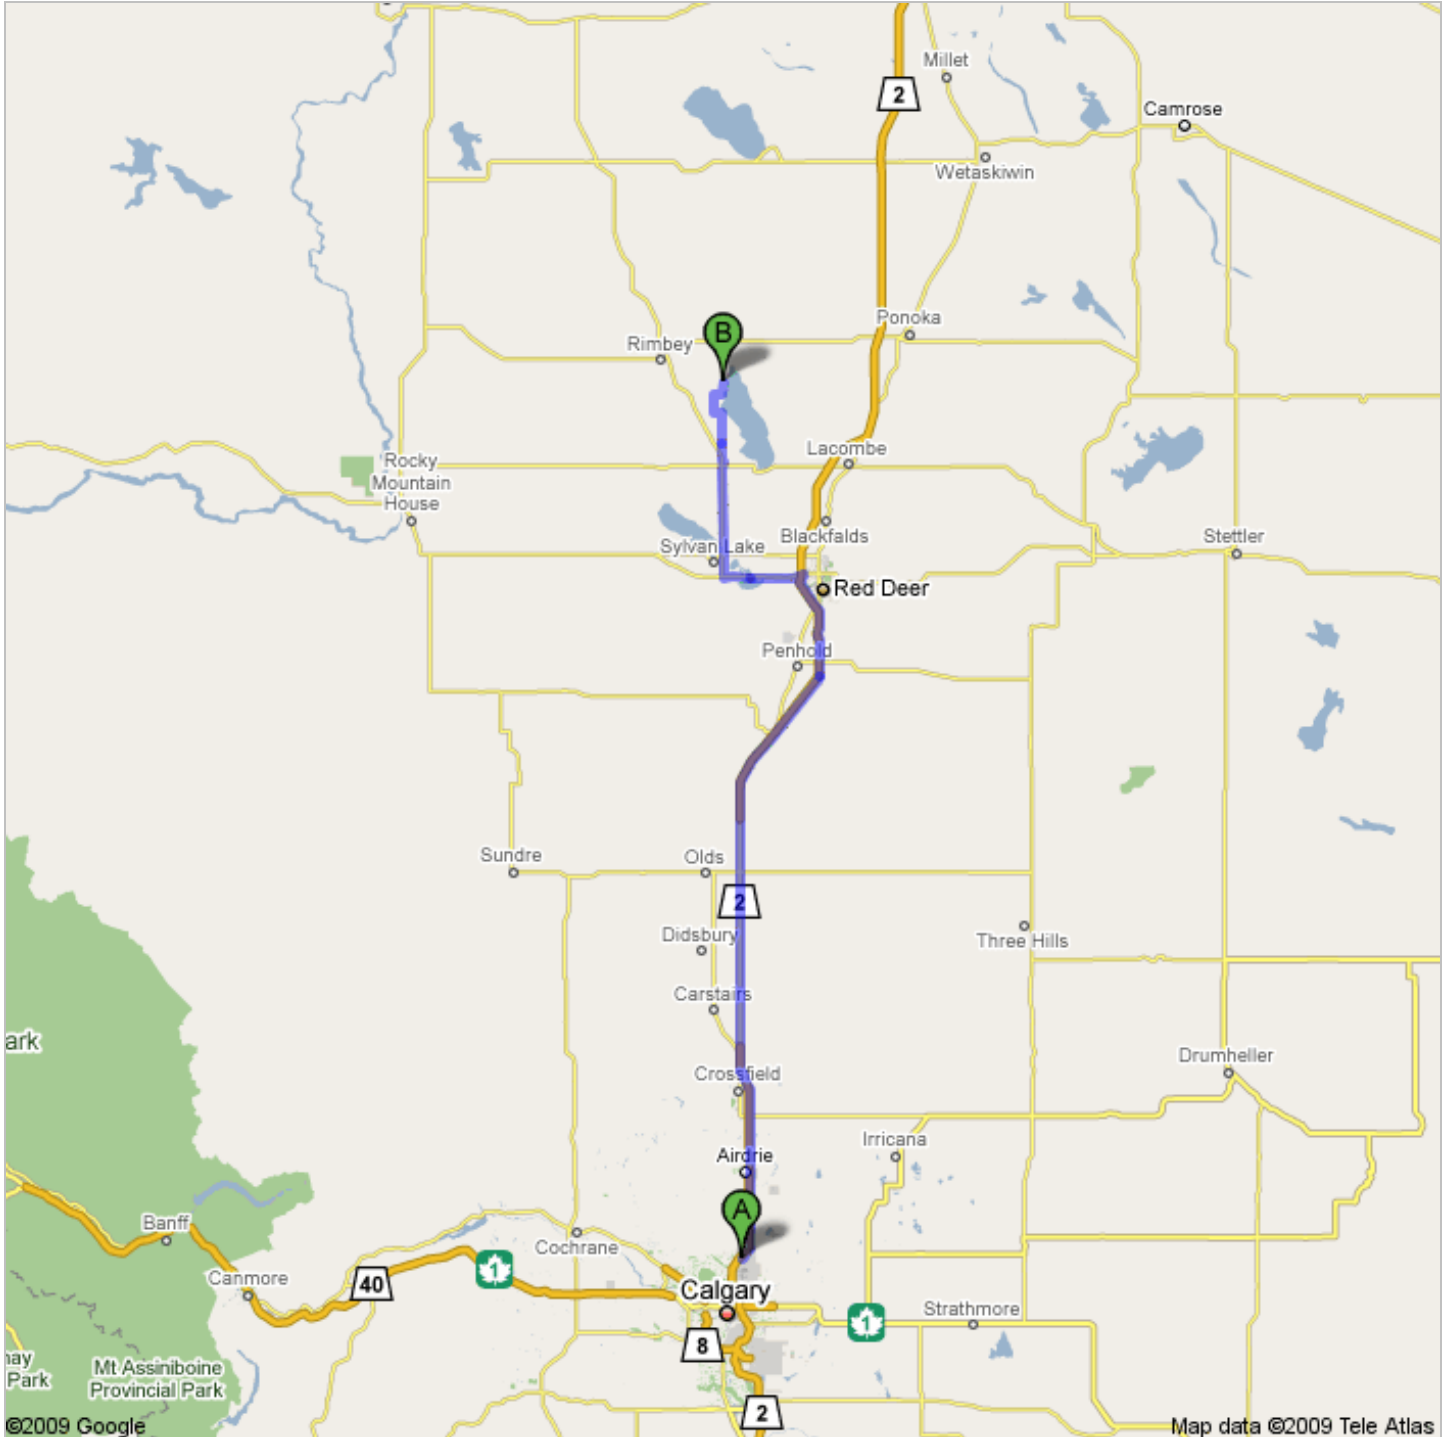 Millet
2
Camrose
Wetaskiwin
Ponoka
B
Rimbey
Lacombe
Rocky
Mountain
House
Blackfalds
Stettler
Sylvan Lake
Red Deer
Penhold
Sundre
Olds
2
Didsbury
Three Hills
Carstairs
ark
Drumheller
Crossfield
Irricana
Airdrie
A
Banff
Cochrane
1
Canmore
40
Calgary
Strathmore
1
8
nay
Park
Mt Assiniboine
Provincial Park
2
©2009 Google
Map data ©2009 Tele Atlas